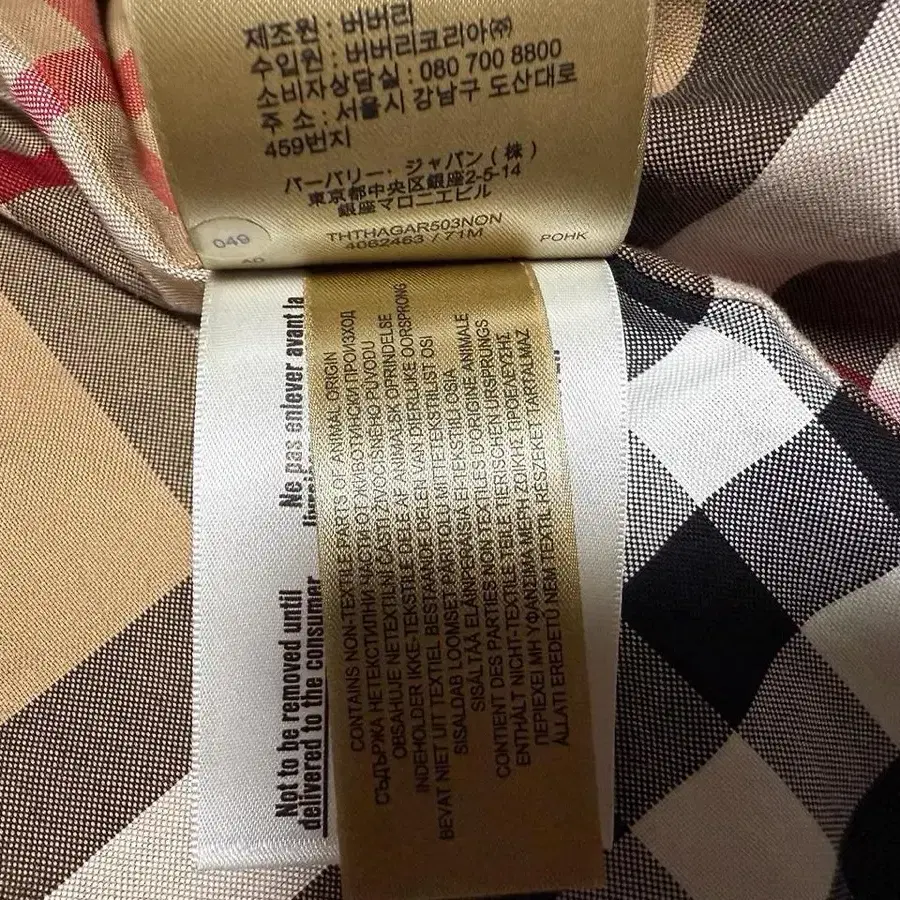 제조원 : 버버리
수입원 : 버버리코리아㈜
소비자상담실 : 080 700 8800
주 소 : 서울시 강남구 도산대로
459번지
バーバリー・ジャパン ( 株 )
東京都中央区銀座2-5-14
銀座マロニエビル
THTHAGAR503NON
4062463 / 71M
POHK
049
Ne pas enlever avant la
Not to be removed until
delivered to the consumer
CONTAINS NON-TEXTILE PARTS OF ANIMAL ORIGIN
СЪДЪРЖА НЕТЕКСТИЛНИ ЧАСТИ ОТ ЖИВОТИНСКИ ПРОИЗХОД
OBSAHUJE NETEXTILNÍ ČÁSTI ŽIVOČIŠNÉHO PŮVODU
INDEHOLDER IKKE-TEKSTILE DELE AF ANIMALSK OPRINDELSE
BEVAT NIET UIT TEXTIEL BESTAANDE DELEN VAN DIERLIJKE OORSPRONG
SISALDAB LOOMSET PÄRITOLU MITTETEKSTIILIST OSI
SISÄLTÄÄ ELÄINPERÄISIÄ EI-TEKSTIILI OSIA
CONTIENT DES PARTIES NON TEXTILES D'ORIGINE ANIMALE
ENTHÄLT NICHT-TEXTILE TEILE TIERISCHEN URSPRUNGS
ΠΕΡΙΕΧΕΙ ΜΗ ΥΦΑΝΣΙΜΑ ΜΕΡΗ ΖΩΙΚΗΣ ΠΡΟΕΛΕΥΣΗΣ
ÁLLATI EREDETŰ NEM TEXTIL RÉSZEKET TARTALMAZ